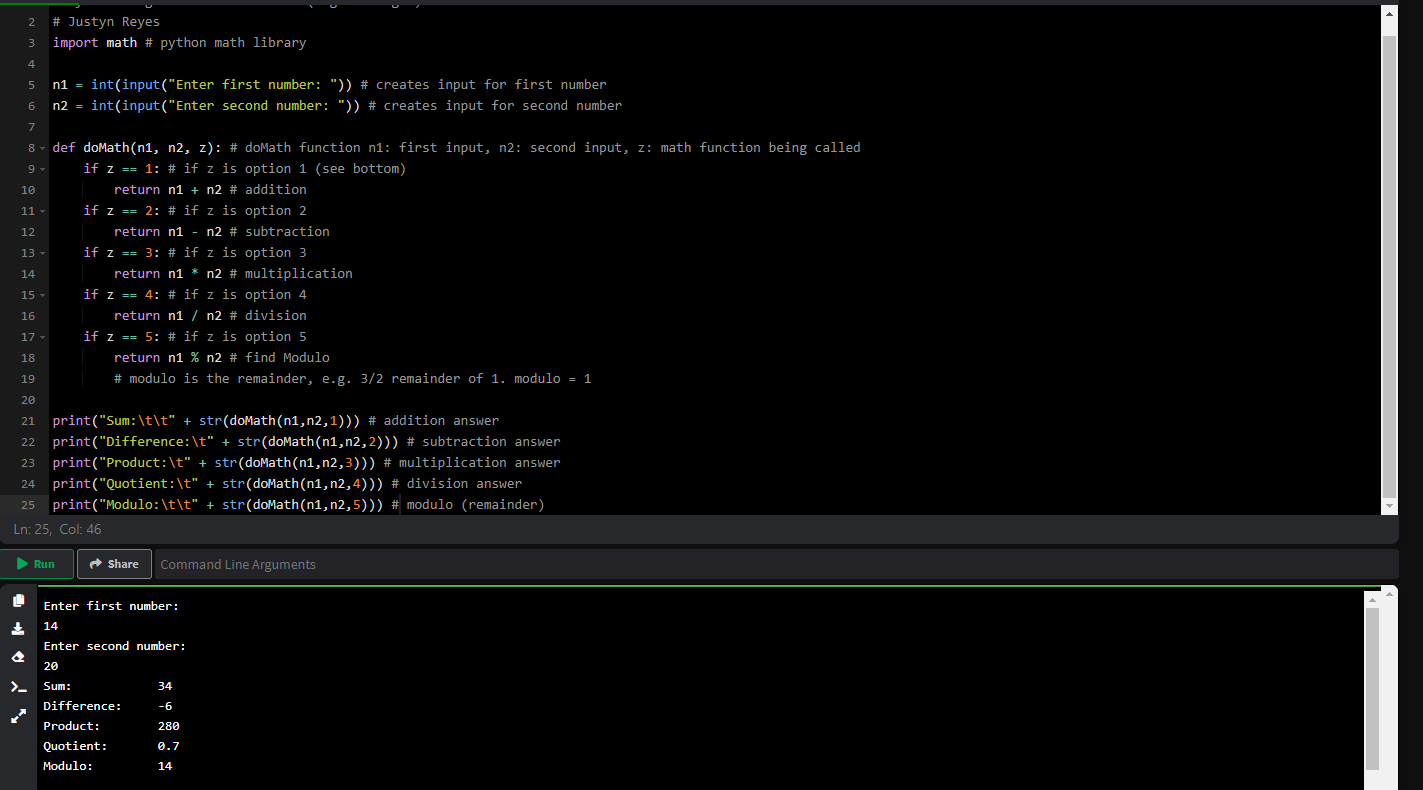 2 # Justyn Reyes
3 import math # python math library
4
5 n1 = int(input("Enter first number: ")) # creates input for first number
6 n2 = int(input("Enter second number: ")) # creates input for second number
7
8 def doMath(n1, n2, z): # doMath function n1: first input, n2: second input, z: math function being called
9     if z == 1: # if z is option 1 (see bottom)
10         return n1 + n2 # addition
11     if z == 2: # if z is option 2
12         return n1 - n2 # subtraction
13     if z == 3: # if z is option 3
14         return n1 * n2 # multiplication
15     if z == 4: # if z is option 4
16         return n1 / n2 # division
17     if z == 5: # if z is option 5
18         return n1 % n2 # find Modulo
19         # modulo is the remainder, e.g. 3/2 remainder of 1. modulo = 1
20
21 print("Sum:\t\t" + str(doMath(n1,n2,1))) # addition answer
22 print("Difference:\t" + str(doMath(n1,n2,2))) # subtraction answer
23 print("Product:\t" + str(doMath(n1,n2,3))) # multiplication answer
24 print("Quotient:\t" + str(doMath(n1,n2,4))) # division answer
25 print("Modulo:\t\t" + str(doMath(n1,n2,5))) # modulo (remainder)
Ln: 25, Col: 46
Run Share Command Line Arguments
Enter first number:
14
Enter second number:
20
Sum: 34
Difference: -6
Product: 280
Quotient: 0.7
Modulo: 14